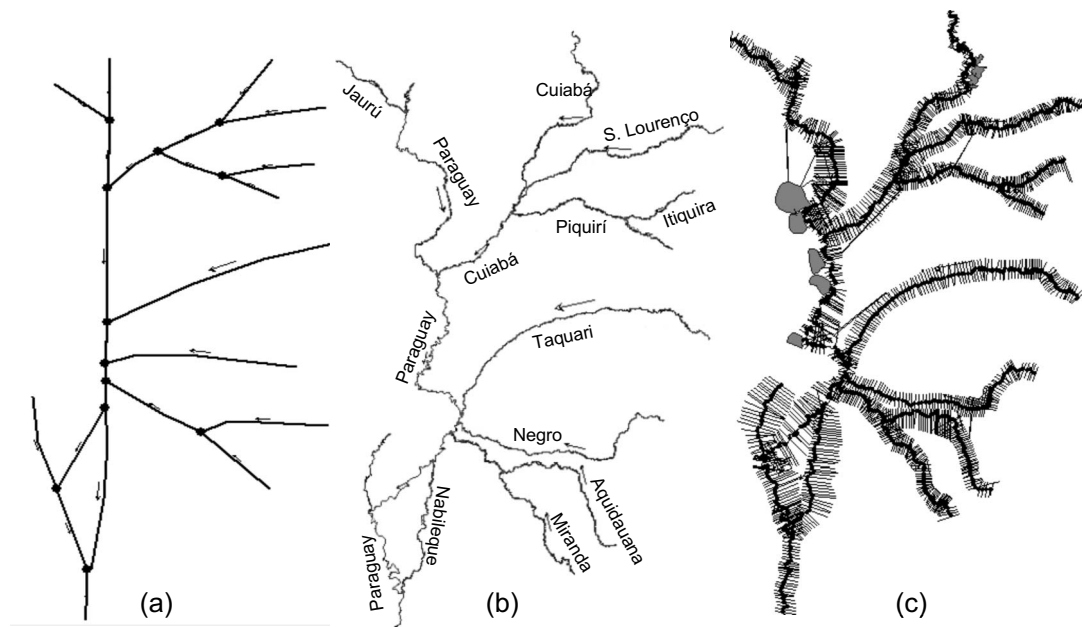 Jaurú
Cuiabá
S. Lourenço
Paraguay
Piquirí
Itiquira
Cuiabá
Paraguay
Taquari
Negro
Nabileque
Aquidauana
Miranda
Paraguay
(a)
(b)
(c)